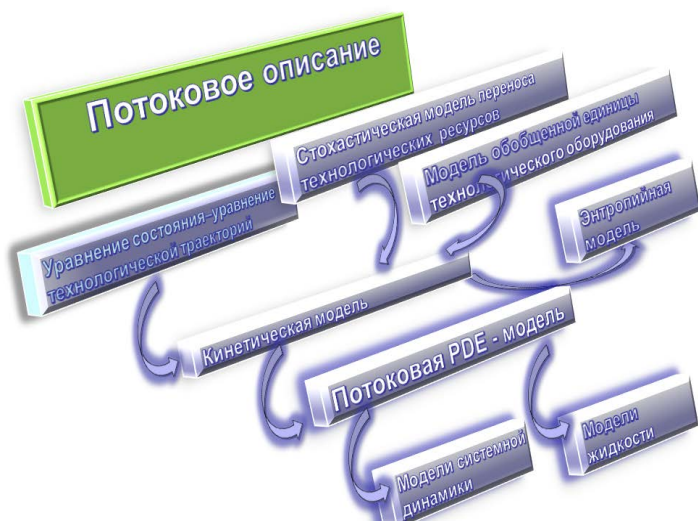 Потоковое описание
Стохастическая модель переноса
технологических ресурсов
Модель обобщенной единицы
технологического оборудования
Энтропийная
модель
Уравнение состояния–уравнение
технологической траекторий
Кинетическая модель
Потоковая PDE - модель
Модели
жидкости
Модели системной
динамики